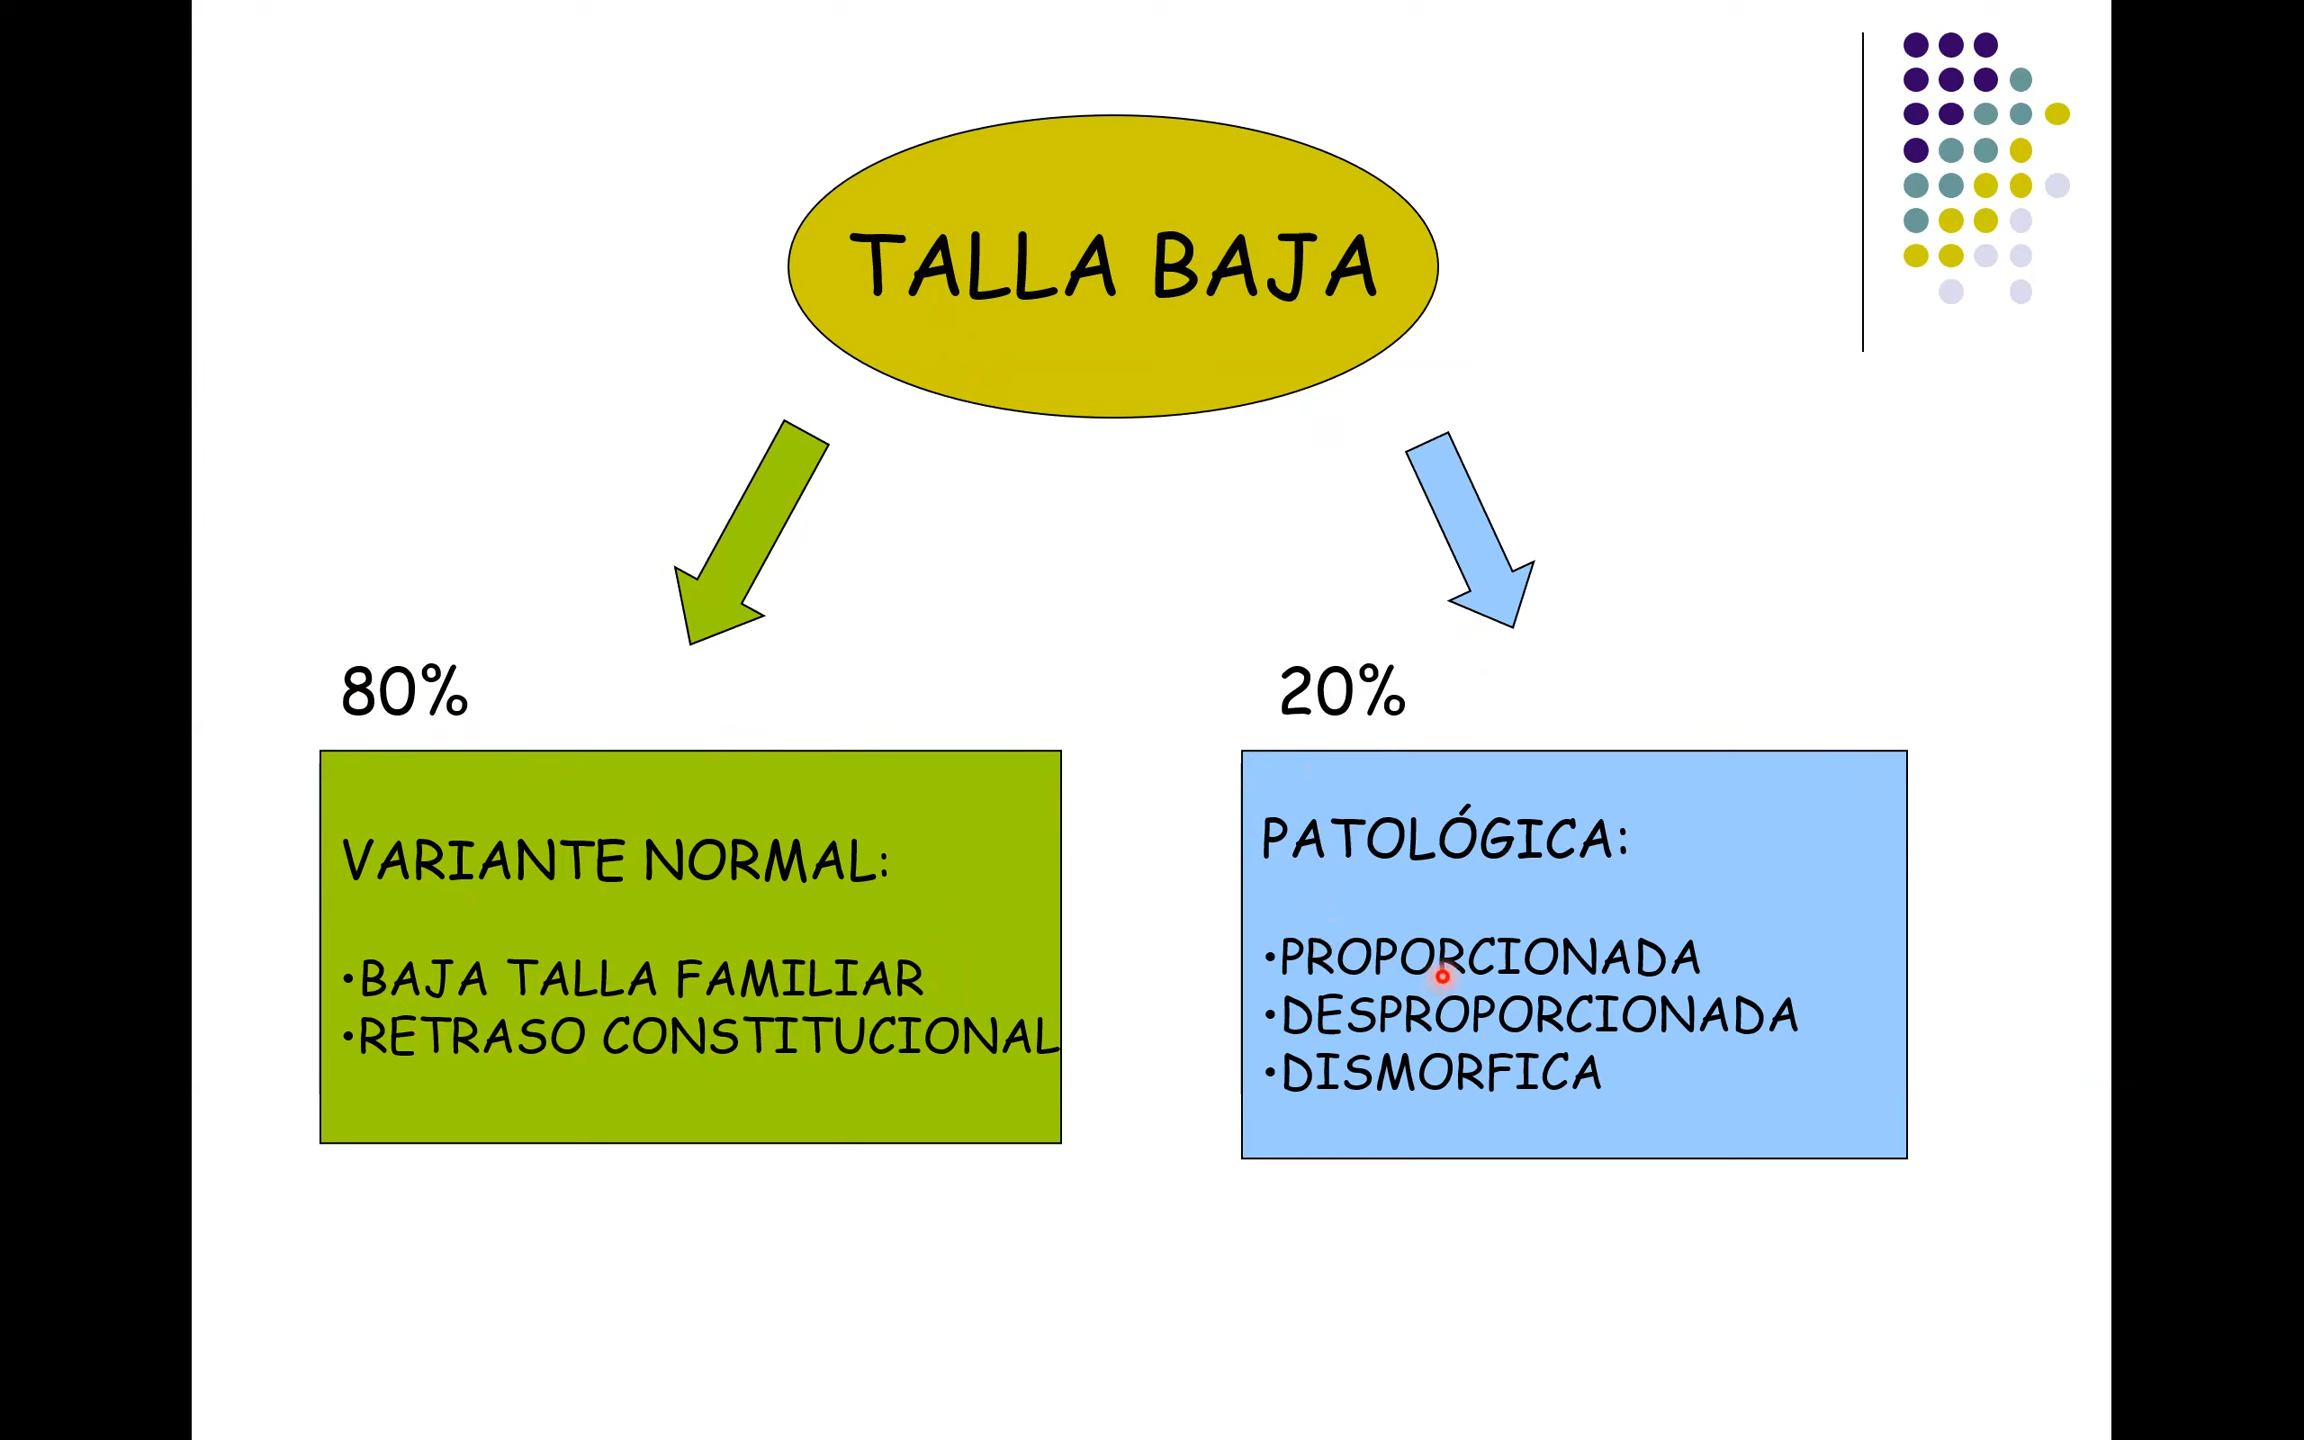 TALLA BAJA
80%
20%
VARIANTE NORMAL:
•BAJA TALLA FAMILIAR
•RETRASO CONSTITUCIONAL
PATOLÓGICA:
•PROPORCIONADA
•DESPROPORCIONADA
•DISMORFICA